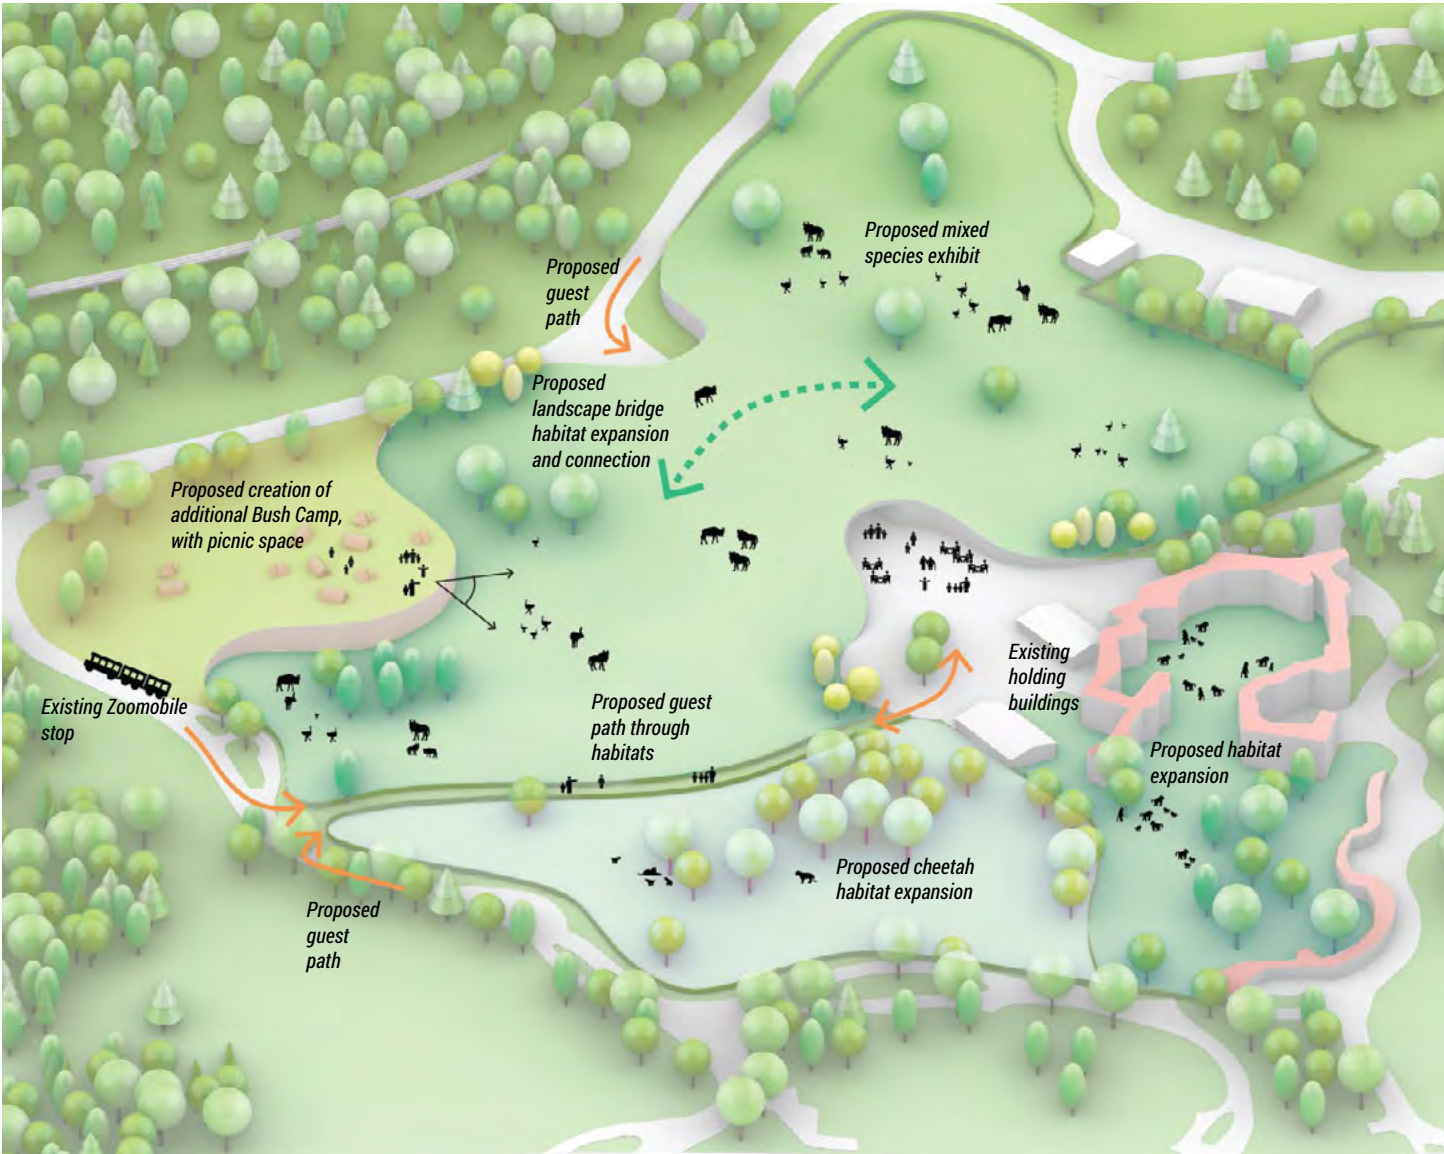 Proposed mixed
species exhibit
Proposed
guest
path
Proposed
landscape bridge
habitat expansion
and connection
Proposed creation of
additional Bush Camp,
with picnic space
Existing Zoomobile
stop
Proposed guest
path through
habitats
Existing
holding
buildings
Proposed habitat
expansion
Proposed cheetah
habitat expansion
Proposed
guest
path